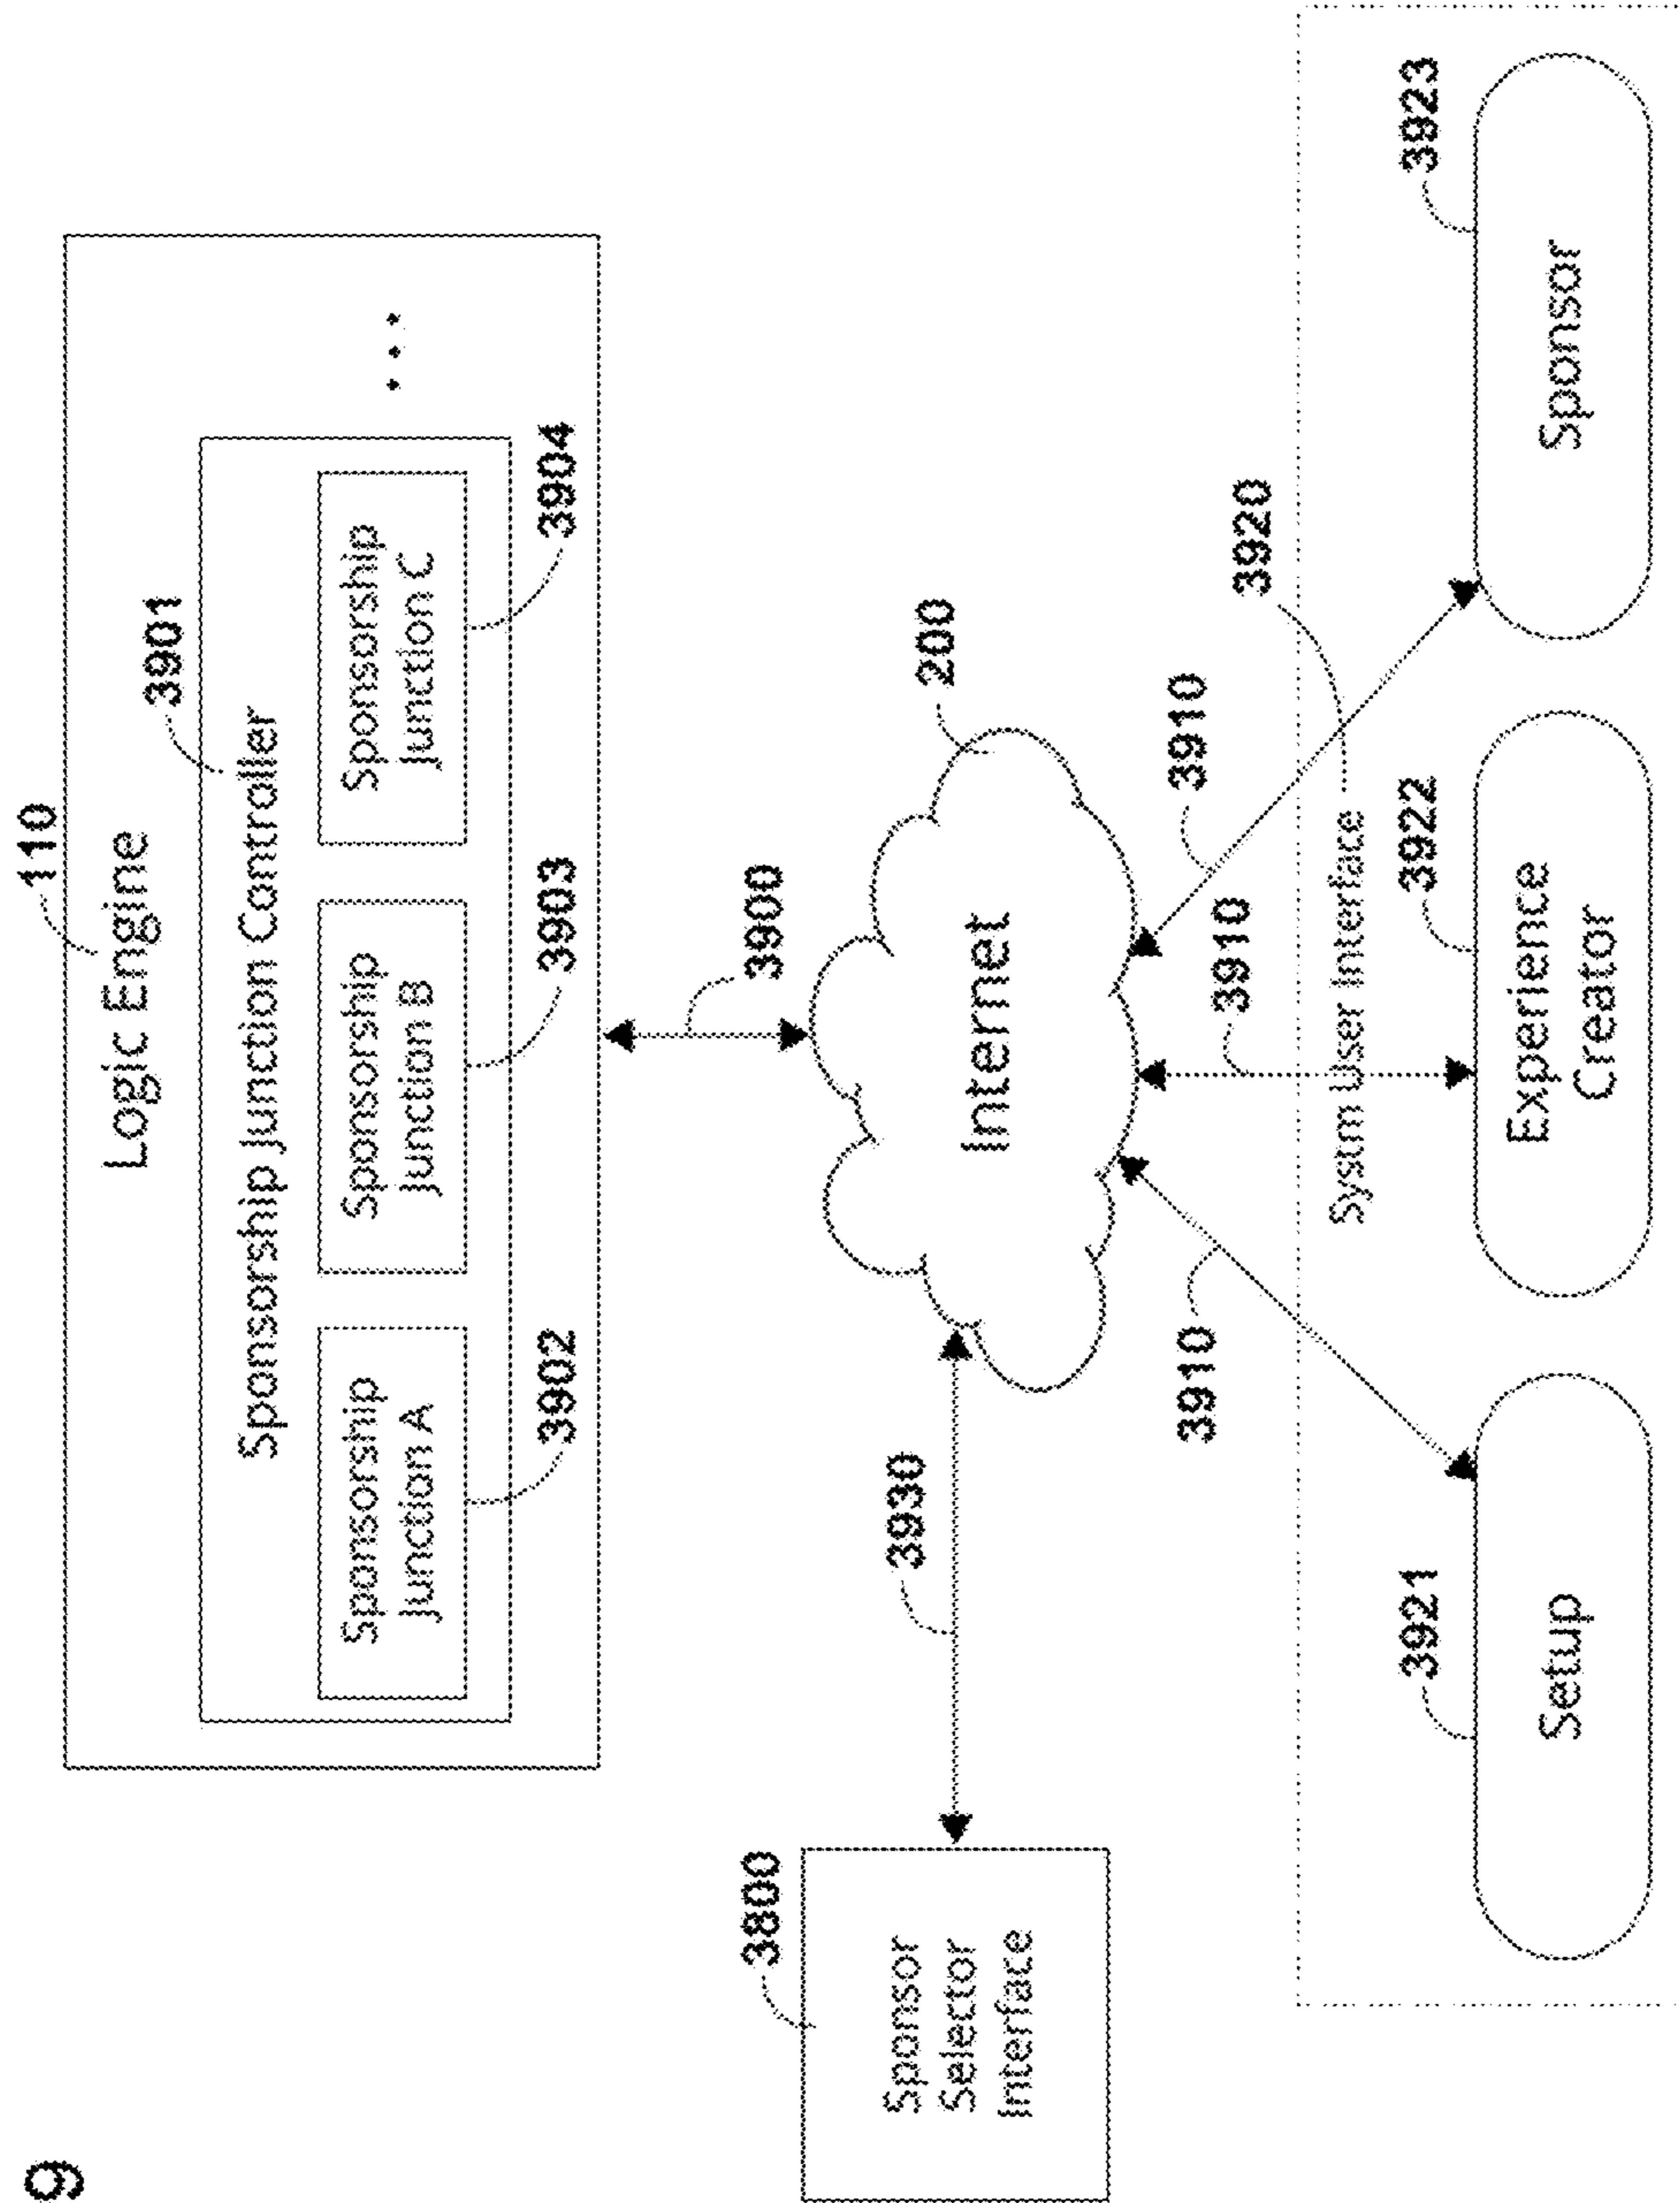 9
110
Logic Engine
3901
Sponsorship Junction Controller
Sponsorship
Junction A
Sponsorship
Junction B
Sponsorship
Junction C
...
3902
3903
3904
3900
3800
Sponsor
Selector
Interface
3930
200
Internet
3910
3910
3910
3920
System User Interface
3921
Setup
3922
Experience
Creator
3923
Sponsor